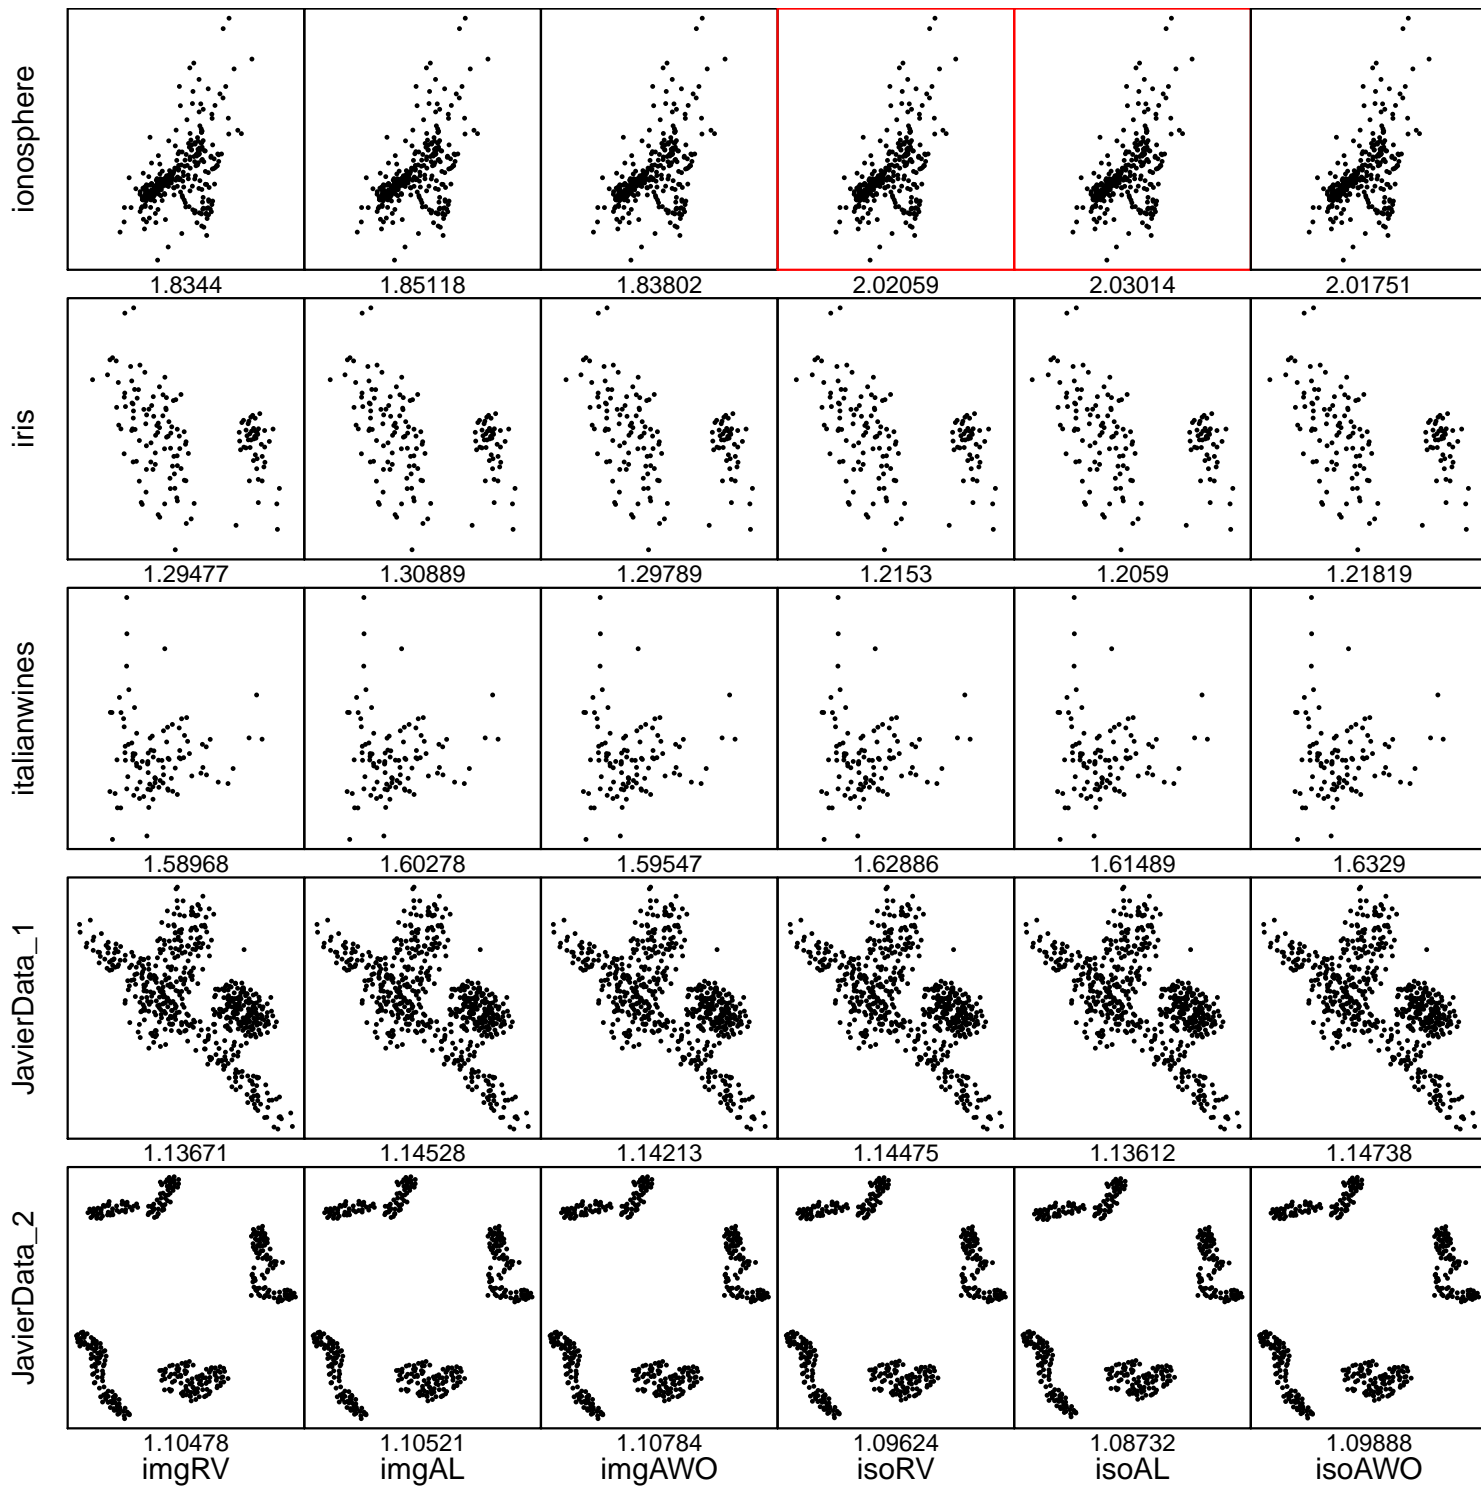 ionosphere
1.8344 1.85118 1.83802 2.02059 2.03014 2.01751
iris
1.29477 1.30889 1.29789 1.2153 1.2059 1.21819
italianwines
1.58968 1.60278 1.59547 1.62886 1.61489 1.6329
JavierData_1
1.13671 1.14528 1.14213 1.14475 1.13612 1.14738
JavierData_2
1.10478 1.10521 1.10784 1.09624 1.08732 1.09888
imgRV imgAL imgAWO isoRV isoAL isoAWO